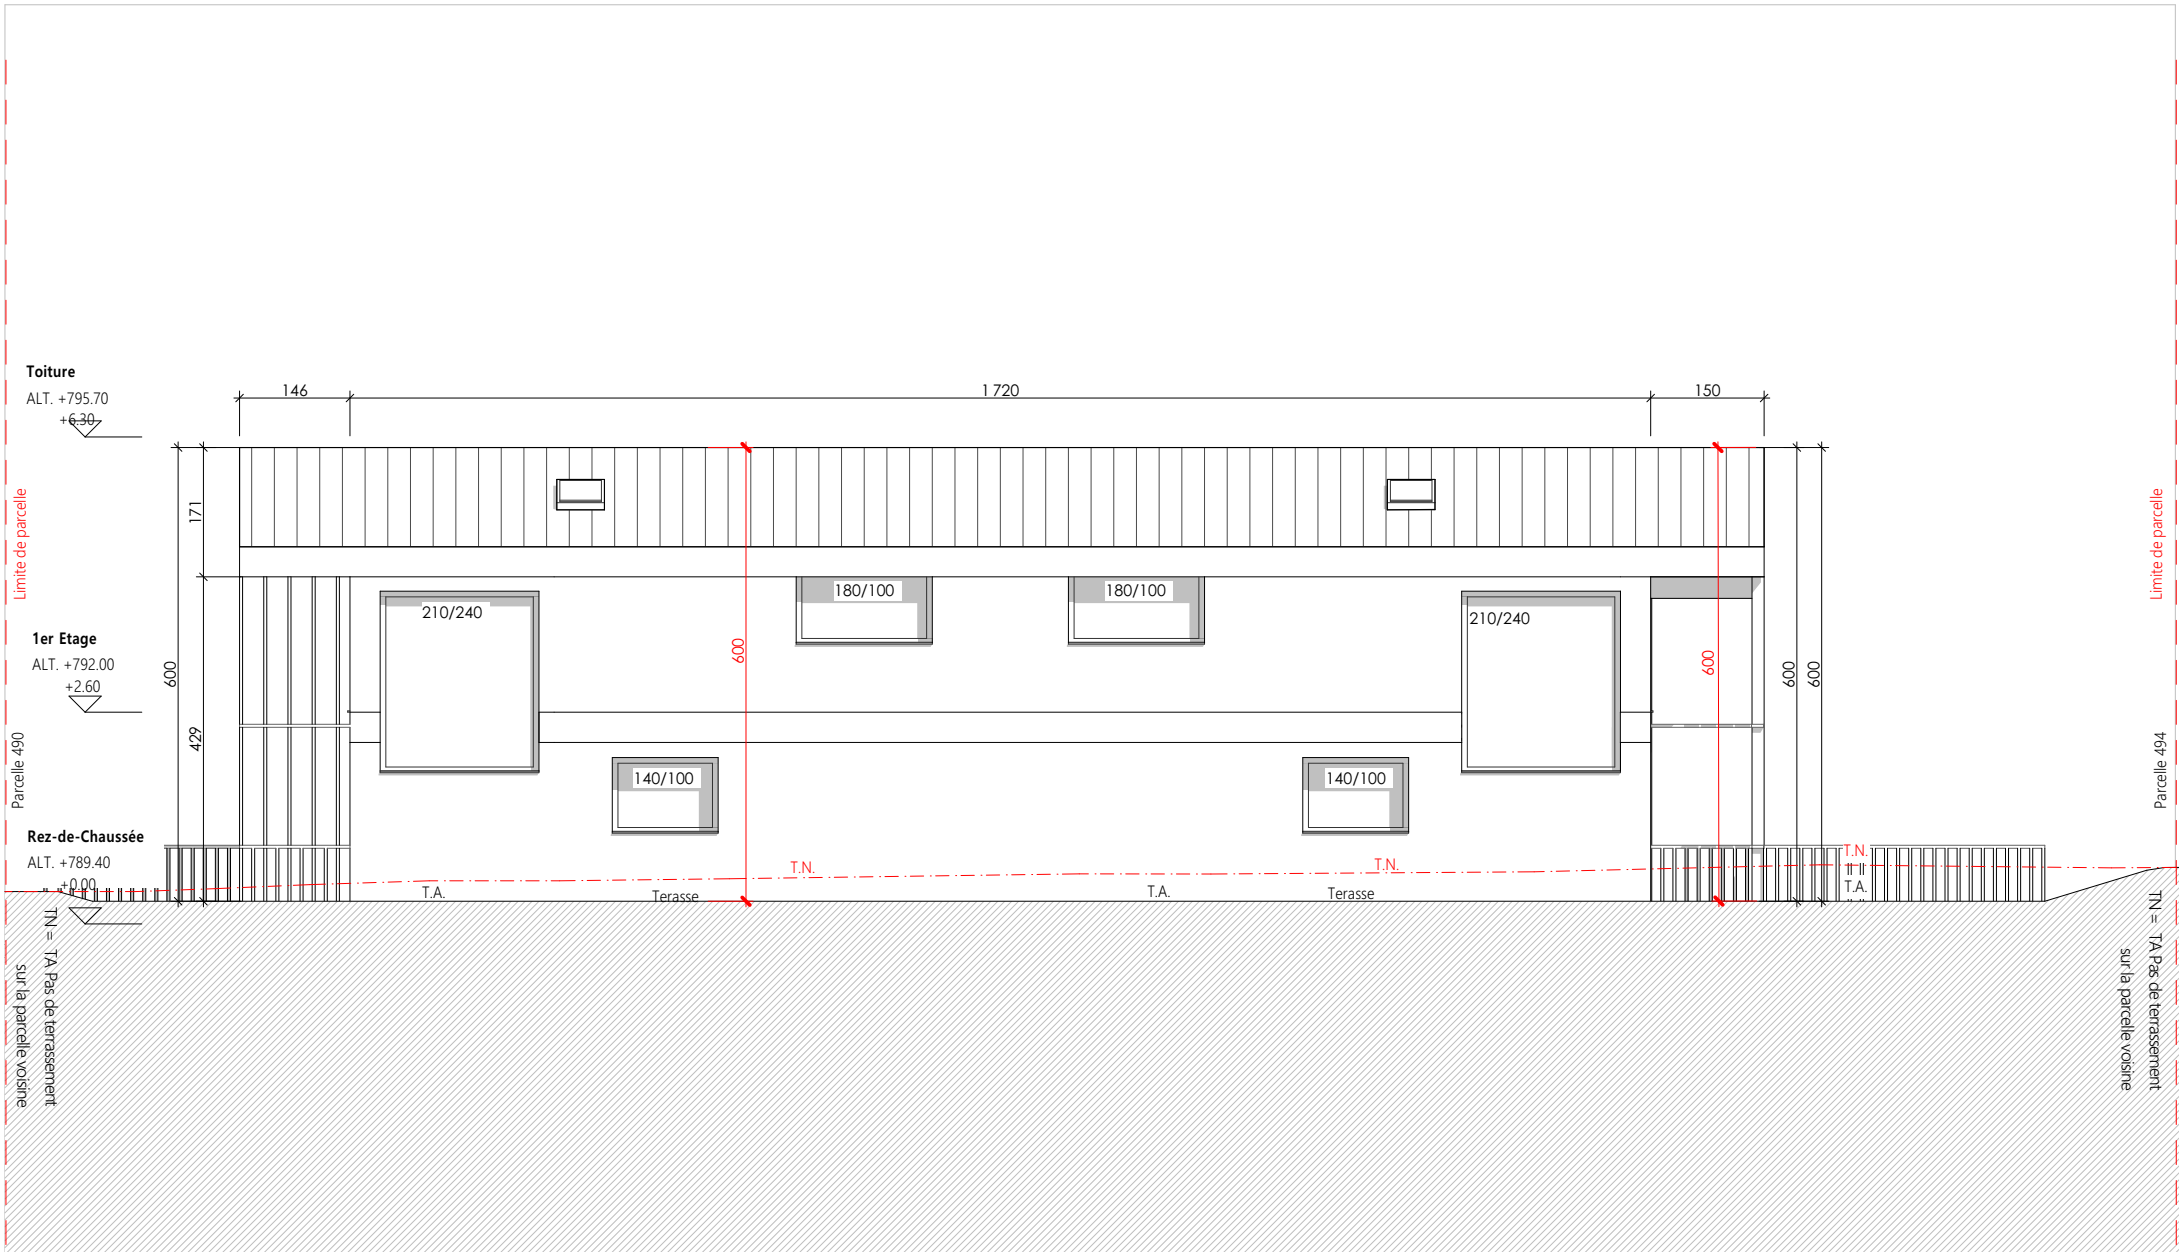 Toiture
ALT. +795.70
+6.30
146
1 720
150
171
Limite de parcelle
Limite de parcelle
180/100
180/100
210/240
210/240
1er Etage
ALT. +792.00
+2.60
600
600
600
600
600
429
Parcelle 490
Parcelle 494
140/100
140/100
Rez-de-Chaussée
ALT. +789.40
+0.00
T.N.
T.N.
T.N.
T.A.
Terasse
T.A.
Terasse
T.A.
TN = TA Pas de terrassement
sur la parcelle voisine
TN = TA Pas de terrassement
sur la parcelle voisine